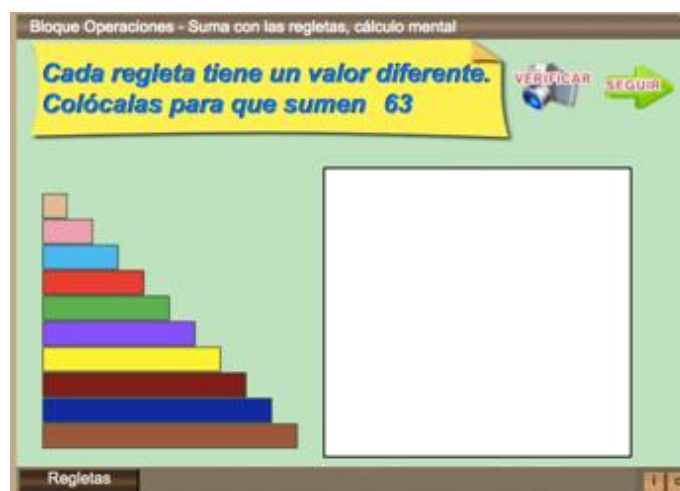 Bloque Operaciones - Suma con las regletas, cálculo mental
Cada regleta tiene un valor diferente.
Colócalas para que sumen 63
VERIFICAR
SEGUIR
Regletas
i